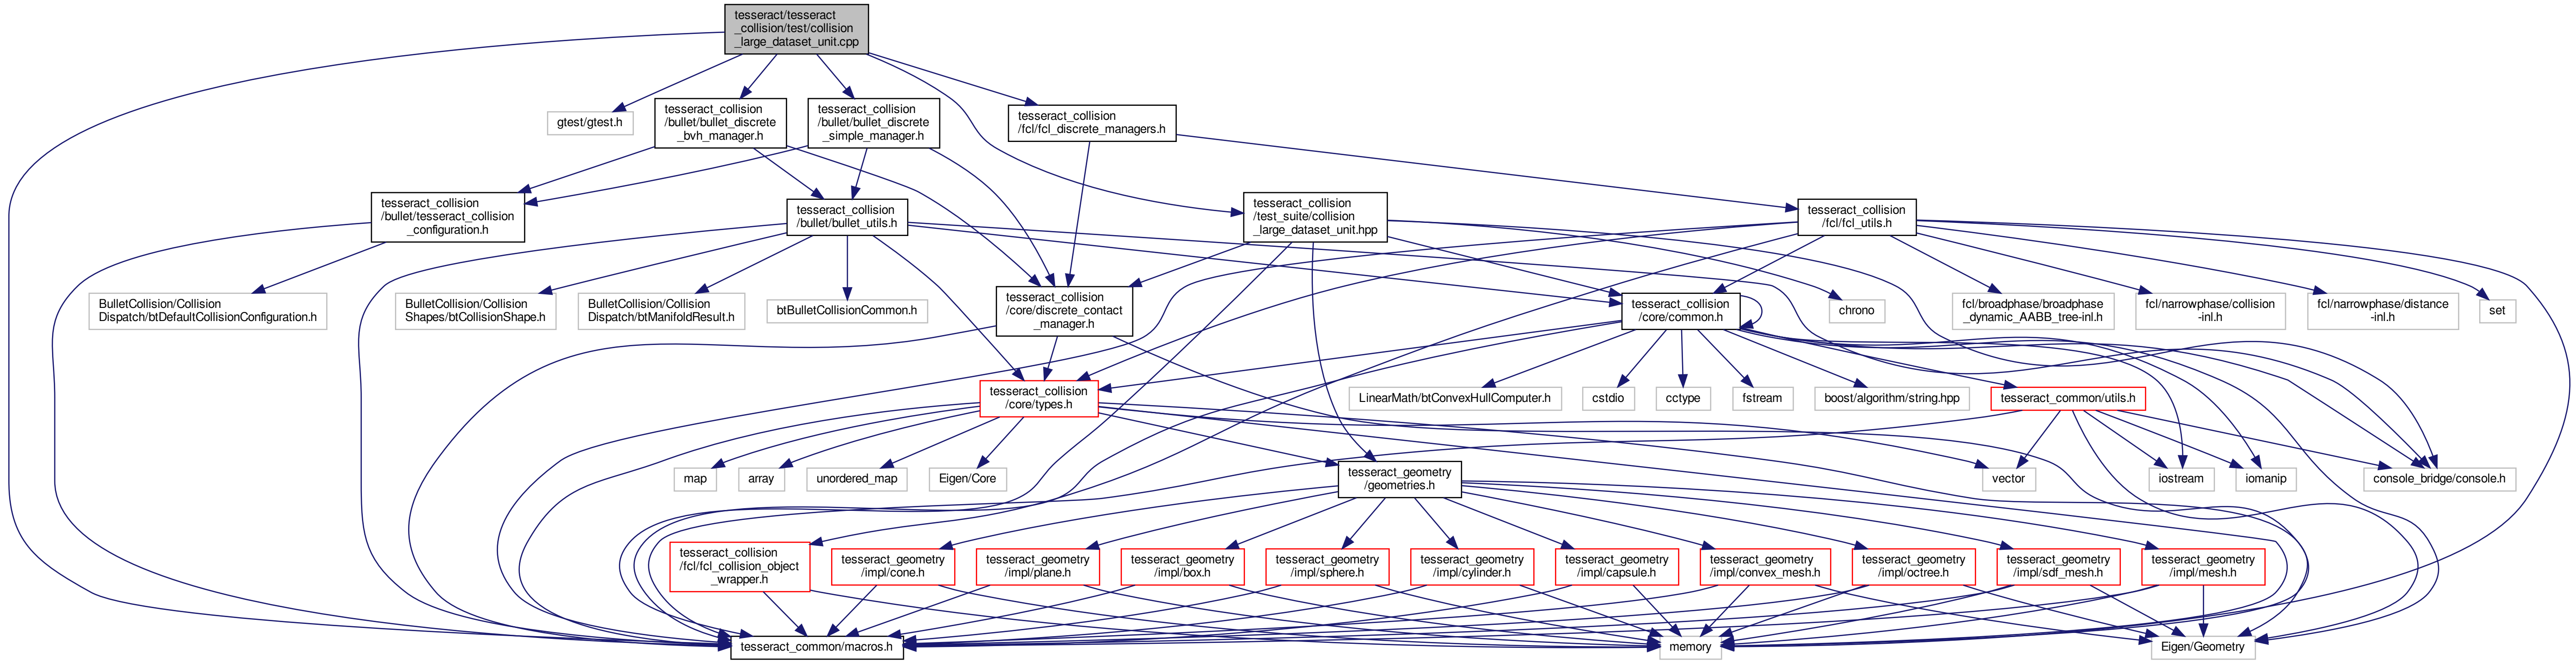 tesseract/tesseract
_collision/test/collision
_large_dataset_unit.cpp
gtest/gtest.h
tesseract_collision
/bullet/bullet_discrete
_bvh_manager.h
tesseract_collision
/bullet/bullet_discrete
_simple_manager.h
tesseract_collision
/fcl/fcl_discrete_managers.h
tesseract_collision
/bullet/tesseract_collision
_configuration.h
tesseract_collision
/bullet/bullet_utils.h
tesseract_collision
/test_suite/collision
_large_dataset_unit.hpp
tesseract_collision
/fcl/fcl_utils.h
BulletCollision/Collision
Dispatch/btDefaultCollisionConfiguration.h
BulletCollision/Collision
Shapes/btCollisionShape.h
BulletCollision/Collision
Dispatch/btManifoldResult.h
btBulletCollisionCommon.h
tesseract_collision
/core/discrete_contact
_manager.h
tesseract_collision
/core/common.h
chrono
fcl/broadphase/broadphase
_dynamic_AABB_tree-inl.h
fcl/narrowphase/collision
-inl.h
fcl/narrowphase/distance
-inl.h
set
tesseract_collision
/core/types.h
LinearMath/btConvexHullComputer.h
cstdio
cctype
fstream
boost/algorithm/string.hpp
tesseract_common/utils.h
map
array
unordered_map
Eigen/Core
tesseract_geometry
/geometries.h
vector
iostream
iomanip
console_bridge/console.h
tesseract_collision
/fcl/fcl_collision_object
_wrapper.h
tesseract_geometry
/impl/cone.h
tesseract_geometry
/impl/plane.h
tesseract_geometry
/impl/box.h
tesseract_geometry
/impl/sphere.h
tesseract_geometry
/impl/cylinder.h
tesseract_geometry
/impl/capsule.h
tesseract_geometry
/impl/convex_mesh.h
tesseract_geometry
/impl/octree.h
tesseract_geometry
/impl/sdf_mesh.h
tesseract_geometry
/impl/mesh.h
tesseract_common/macros.h
memory
Eigen/Geometry